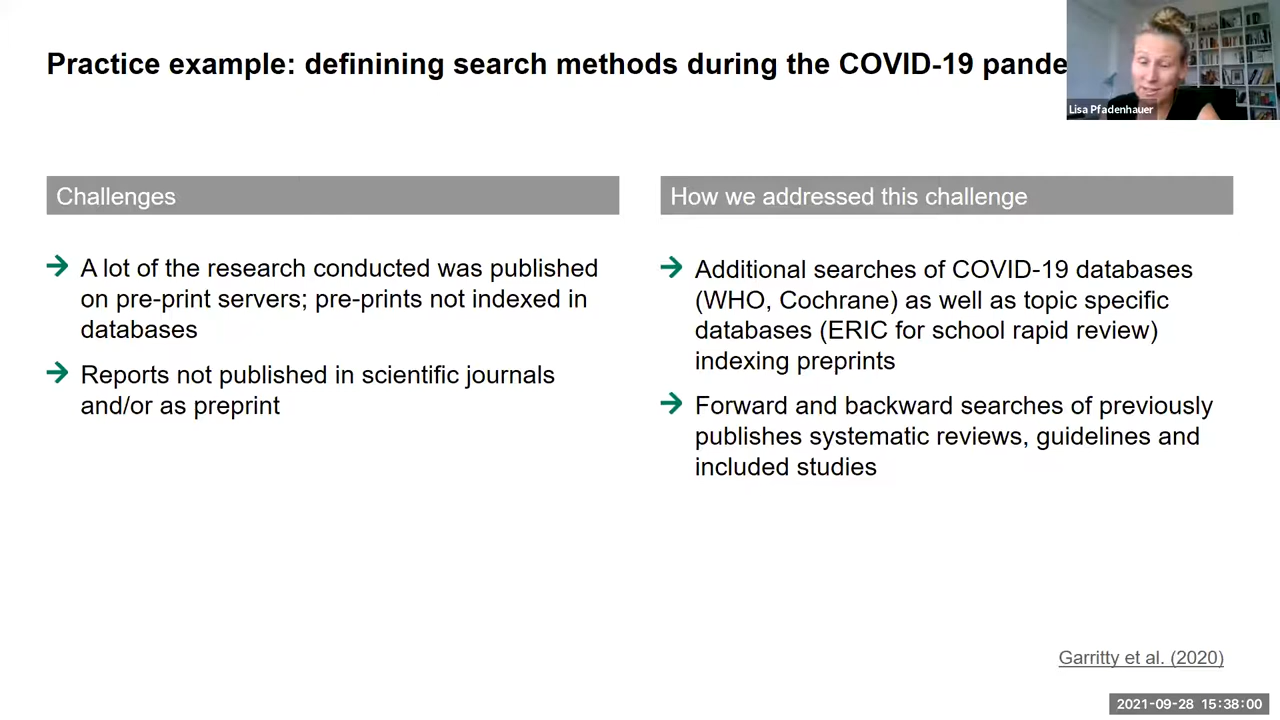 Practice example: definining search methods during the COVID-19 pande
Lisa Pfadenhauer
Challenges
A lot of the research conducted was published
on pre-print servers; pre-prints not indexed in
databases
Reports not published in scientific journals
and/or as preprint
How we addressed this challenge
Additional searches of COVID-19 databases
(WHO, Cochrane) as well as topic specific
databases (ERIC for school rapid review)
indexing preprints
Forward and backward searches of previously
publishes systematic reviews, guidelines and
included studies
Garritty et al. (2020)
2021-09-28 15:38:00